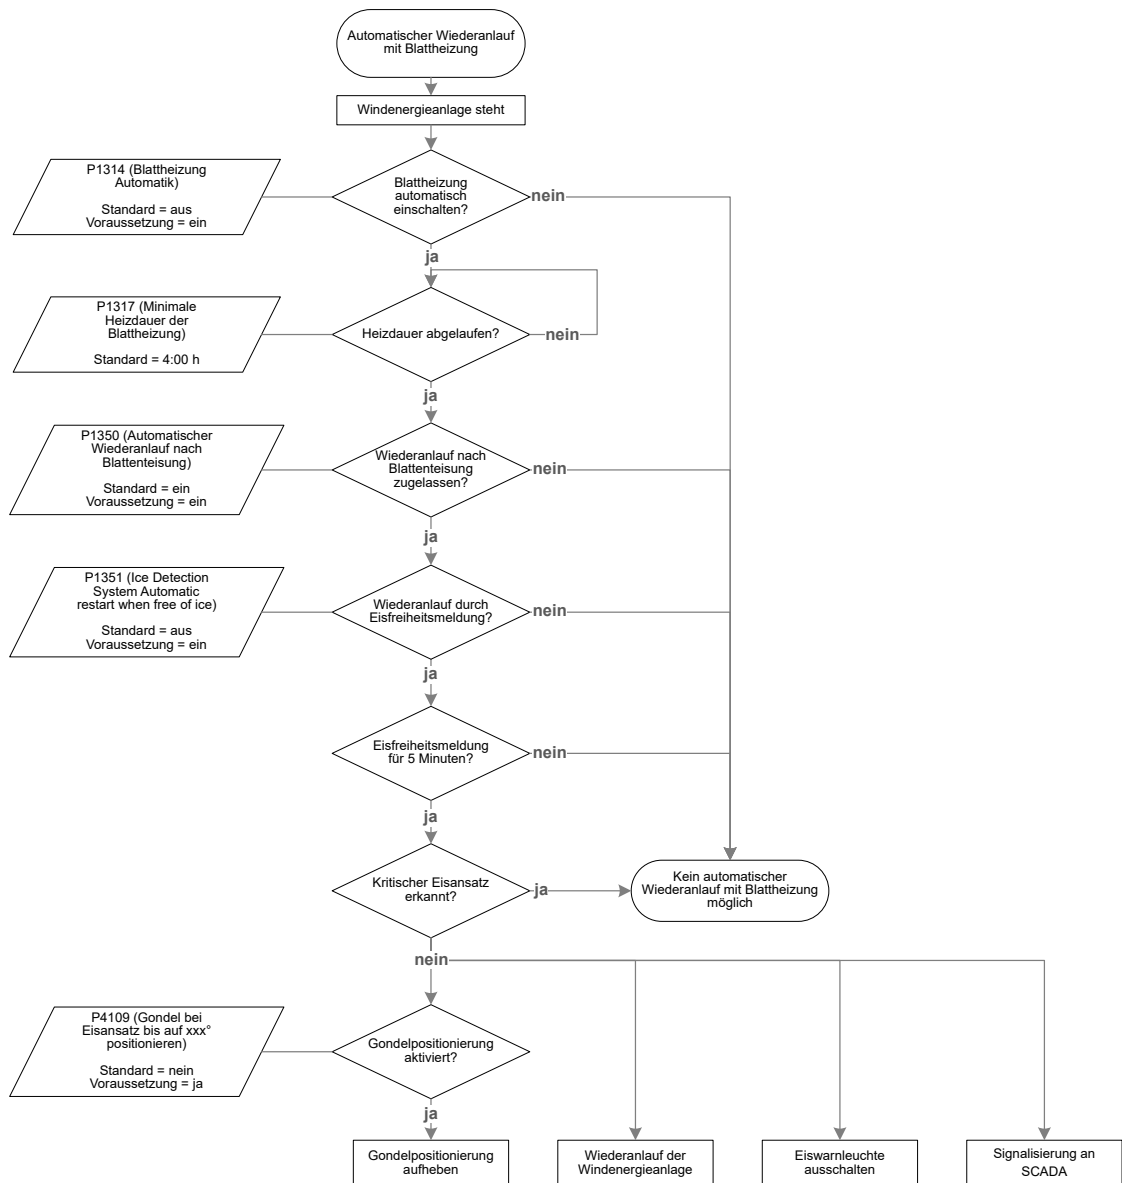 Automatischer Wiederanlauf
mit Blattheizung
Windenergieanlage steht
P1314 (Blattheizung
Automatik)
Standard = aus
Voraussetzung = ein
Blattheizung
automatisch
einschalten?
nein
ja
P1317 (Minimale
Heizdauer der
Blattheizung)
Standard = 4:00 h
Heizdauer abgelaufen?
nein
ja
P1350 (Automatischer
Wiederanlauf nach
Blattenteisung)
Standard = ein
Voraussetzung = ein
Wiederanlauf nach
Blattenteisung
zugelassen?
nein
ja
P1351 (Ice Detection
System Automatic
restart when free of ice)
Standard = aus
Voraussetzung = ein
Wiederanlauf durch
Eisfreiheitsmeldung?
nein
ja
Eisfreiheitsmeldung
für 5 Minuten?
nein
ja
Kritischer Eisansatz
erkannt?
ja
Kein automatischer
Wiederanlauf mit Blattheizung
möglich
nein
P4109 (Gondel bei
Eisansatz bis auf xxx°
positionieren)
Standard = nein
Voraussetzung = ja
Gondelpositionierung
aktiviert?
ja
Gondelpositionierung
aufheben
Wiederanlauf der
Windenergieanlage
Eiswarnleuchte
ausschalten
Signalisierung an
SCADA